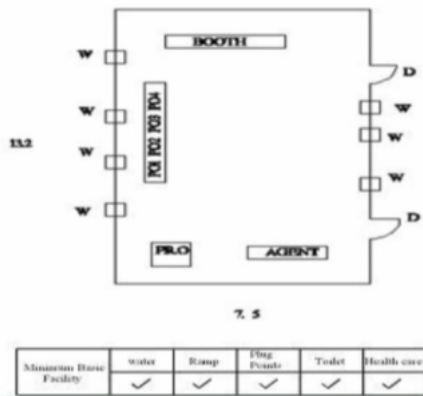 BOOTH
W
D
W
W
PO1 PO2 PO3 PO4
13.2
W
W
W
W
D
PRO
AGENT
7. 5
Minimum Basic Facility
water
Ramp
Plug Points
Toilet
Health care